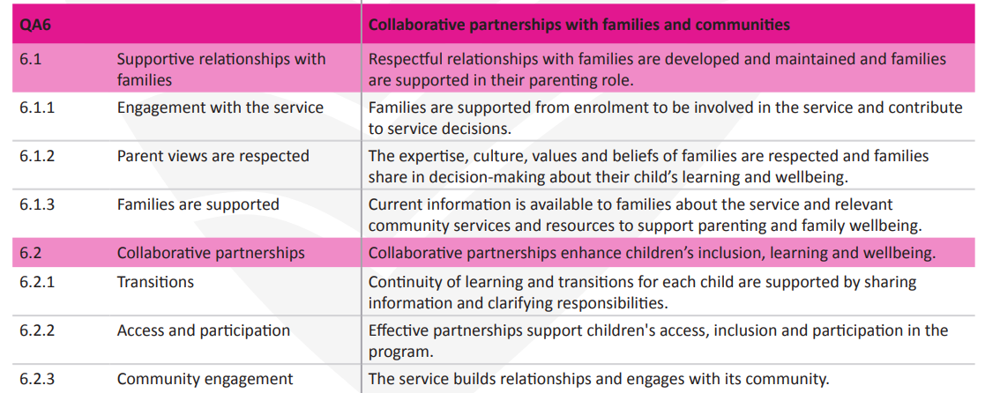 QA6 Collaborative partnerships with families and communities
6.1 Supportive relationships with families Respectful relationships with families are developed and maintained and families
are supported in their parenting role.
6.1.1 Engagement with the service Families are supported from enrolment to be involved in the service and contribute
to service decisions.
6.1.2 Parent views are respected The expertise, culture, values and beliefs of families are respected and families
share in decision-making about their child’s learning and wellbeing.
6.1.3 Families are supported Current information is available to families about the service and relevant
community services and resources to support parenting and family wellbeing.
6.2 Collaborative partnerships Collaborative partnerships enhance children’s inclusion, learning and wellbeing.
6.2.1 Transitions Continuity of learning and transitions for each child are supported by sharing
information and clarifying responsibilities.
6.2.2 Access and participation Effective partnerships support children's access, inclusion and participation in the
program.
6.2.3 Community engagement The service builds relationships and engages with its community.